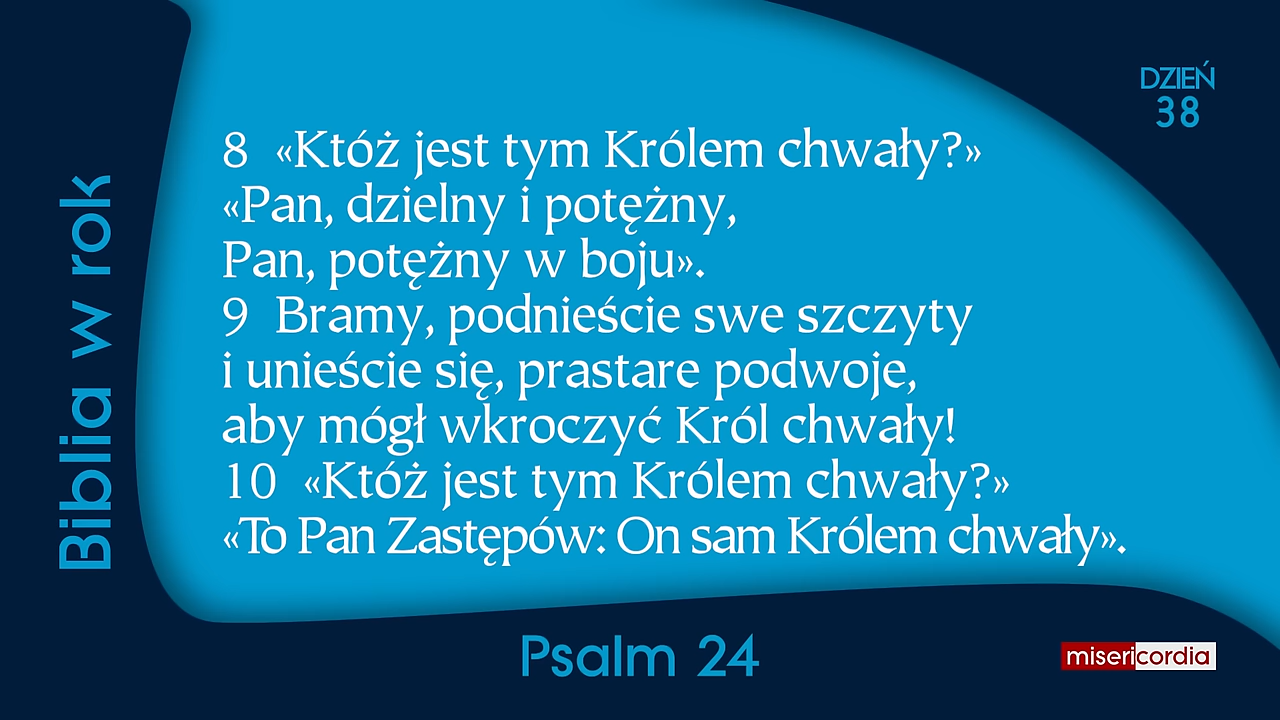 DZIEŃ
38
Biblia w rok
8 «Któż jest tym Królem chwały?»
«Pan, dzielny i potężny,
Pan, potężny w boju».
9 Bramy, podnieście swe szczyty
i unieście się, prastare podwoje,
aby mógł wkroczyć Król chwały!
10 «Któż jest tym Królem chwały?»
«To Pan Zastępów: On sam Królem chwały».
Psalm 24
misericordia